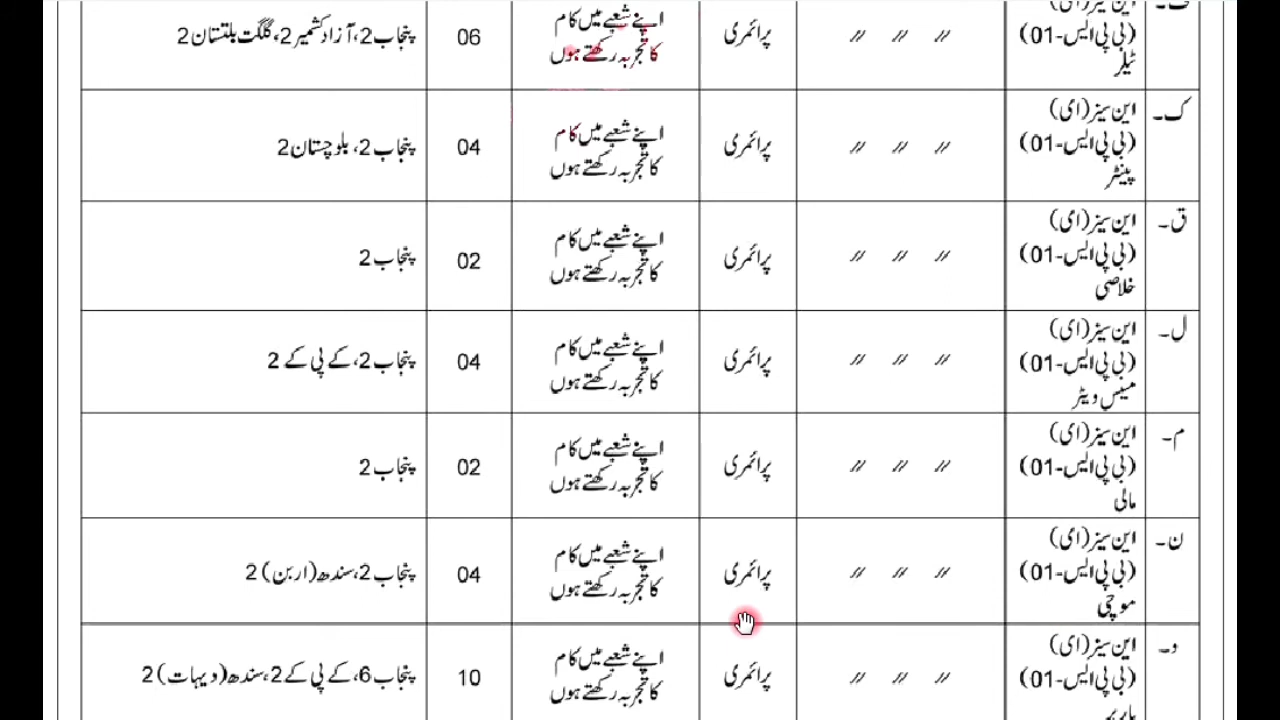 این سیز (ای)
(بی پی ایس-01)
ٹیلر
〃 〃 〃
پرائمری
اپنے شعبے میں کام
کا تجربہ رکھتے ہوں
06
پنجاب 2، آزاد کشمیر 2، گلگت بلتستان 2
ک۔
این سیز (ای)
(بی پی ایس-01)
پینٹر
〃 〃 〃
پرائمری
اپنے شعبے میں کام
کا تجربہ رکھتے ہوں
04
پنجاب 2، بلوچستان 2
ق۔
این سیز (ای)
(بی پی ایس-01)
خلاصی
〃 〃 〃
پرائمری
اپنے شعبے میں کام
کا تجربہ رکھتے ہوں
02
پنجاب 2
ل۔
این سیز (ای)
(بی پی ایس-01)
میس ویٹر
〃 〃 〃
پرائمری
اپنے شعبے میں کام
کا تجربہ رکھتے ہوں
04
پنجاب 2، کے پی کے 2
م۔
این سیز (ای)
(بی پی ایس-01)
مالی
〃 〃 〃
پرائمری
اپنے شعبے میں کام
کا تجربہ رکھتے ہوں
02
پنجاب 2
ن۔
این سیز (ای)
(بی پی ایس-01)
موچی
〃 〃 〃
پرائمری
اپنے شعبے میں کام
کا تجربہ رکھتے ہوں
04
پنجاب 2، سندھ (اربن) 2
و۔
این سیز (ای)
(بی پی ایس-01)
باربر
〃 〃 〃
پرائمری
اپنے شعبے میں کام
کا تجربہ رکھتے ہوں
10
پنجاب 6، کے پی کے 2، سندھ (دیہات) 2